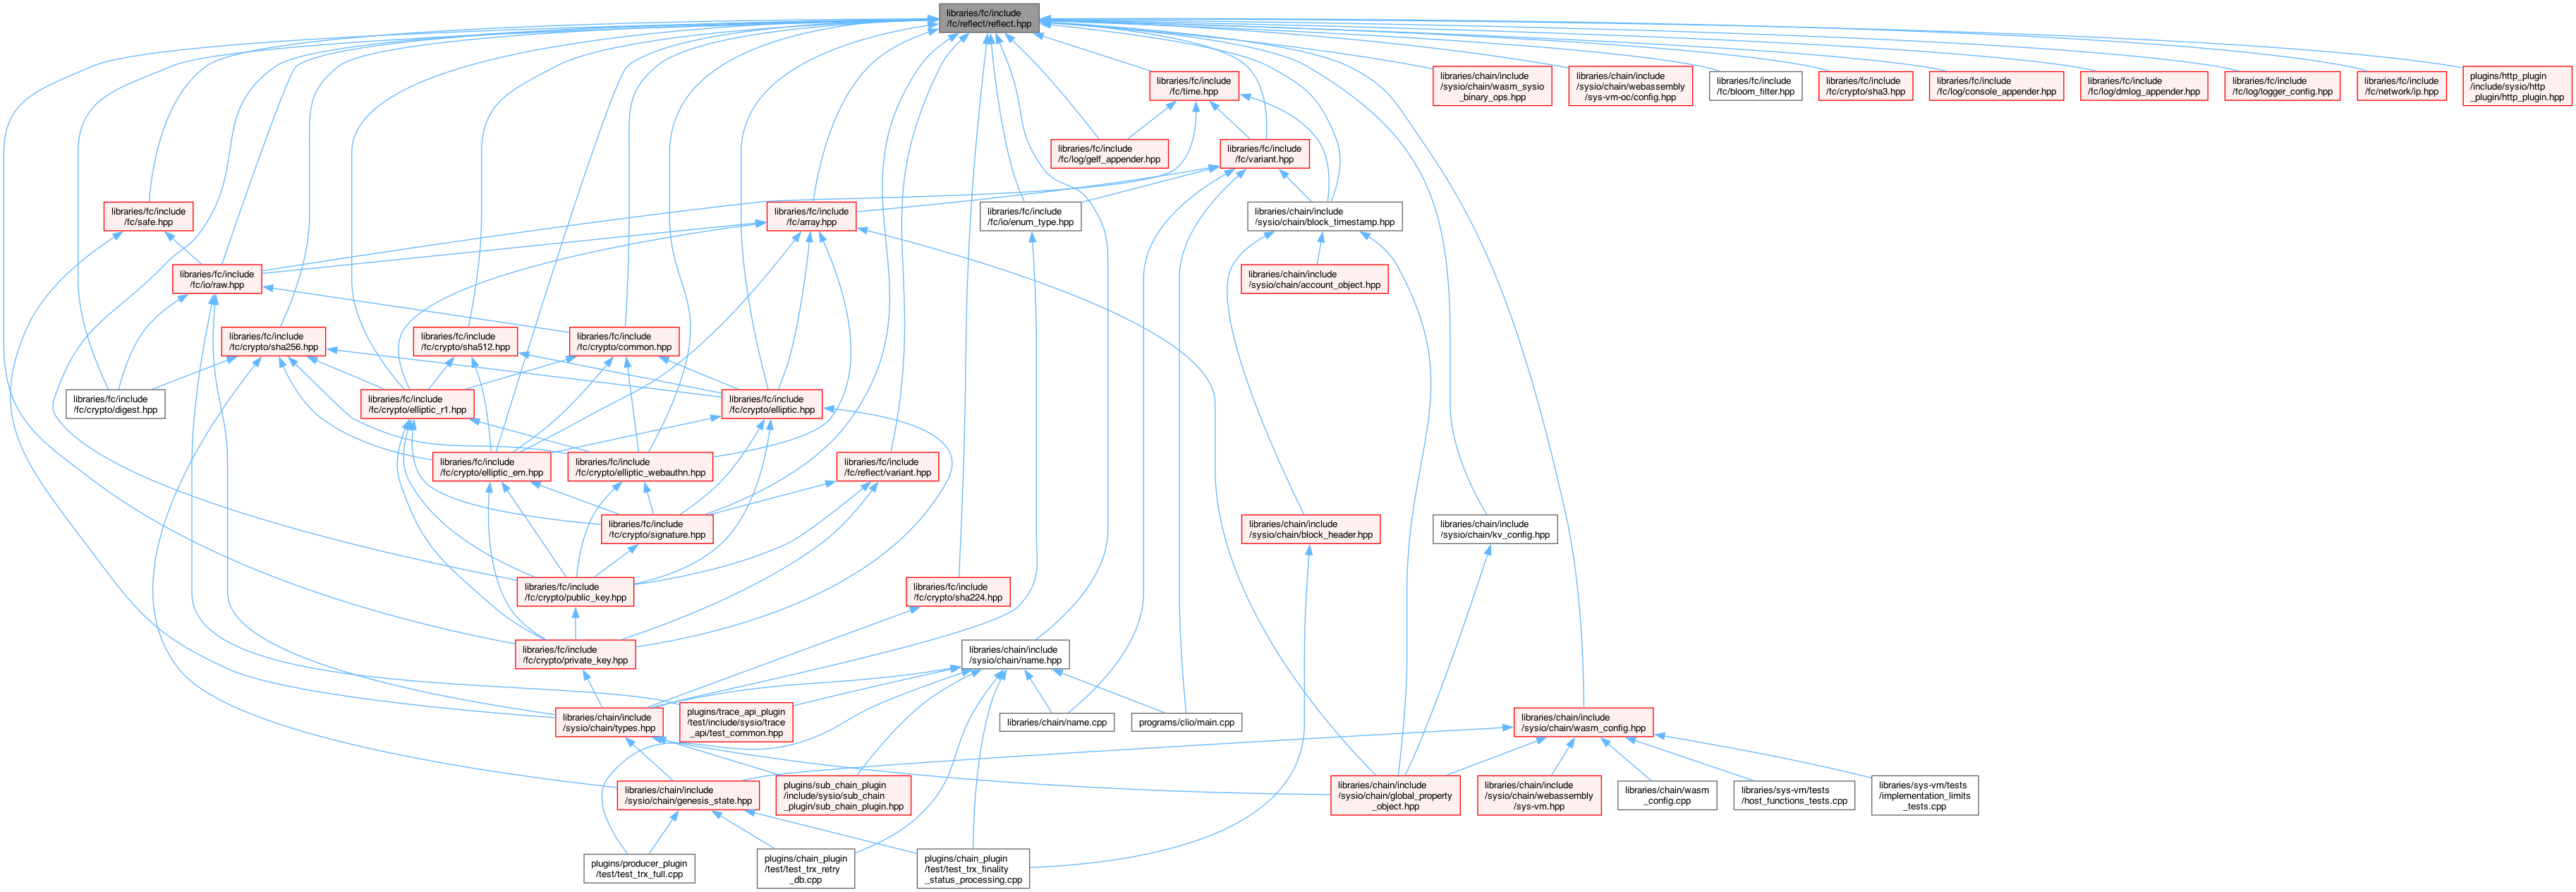 libraries/fc/include
/fc/reflect/reflect.hpp
libraries/fc/include
/fc/time.hpp
libraries/chain/include
/sysio/chain/wasm_sysio
_binary_ops.hpp
libraries/chain/include
/sysio/chain/webassembly
/sys-vm-oc/config.hpp
libraries/fc/include
/fc/bloom_filter.hpp
libraries/fc/include
/fc/crypto/sha3.hpp
libraries/fc/include
/fc/log/console_appender.hpp
libraries/fc/include
/fc/log/dmlog_appender.hpp
libraries/fc/include
/fc/log/logger_config.hpp
libraries/fc/include
/fc/network/ip.hpp
plugins/http_plugin
/include/sysio/http
_plugin/http_plugin.hpp
libraries/fc/include
/fc/log/gelf_appender.hpp
libraries/fc/include
/fc/variant.hpp
libraries/fc/include
/fc/safe.hpp
libraries/fc/include
/fc/array.hpp
libraries/fc/include
/fc/io/enum_type.hpp
libraries/chain/include
/sysio/chain/block_timestamp.hpp
libraries/fc/include
/fc/io/raw.hpp
libraries/chain/include
/sysio/chain/account_object.hpp
libraries/fc/include
/fc/crypto/sha256.hpp
libraries/fc/include
/fc/crypto/sha512.hpp
libraries/fc/include
/fc/crypto/common.hpp
libraries/fc/include
/fc/crypto/digest.hpp
libraries/fc/include
/fc/crypto/elliptic_r1.hpp
libraries/fc/include
/fc/crypto/elliptic.hpp
libraries/fc/include
/fc/crypto/elliptic_em.hpp
libraries/fc/include
/fc/crypto/elliptic_webauthn.hpp
libraries/fc/include
/fc/reflect/variant.hpp
libraries/fc/include
/fc/crypto/signature.hpp
libraries/chain/include
/sysio/chain/block_header.hpp
libraries/chain/include
/sysio/chain/kv_config.hpp
libraries/fc/include
/fc/crypto/public_key.hpp
libraries/fc/include
/fc/crypto/sha224.hpp
libraries/fc/include
/fc/crypto/private_key.hpp
libraries/chain/include
/sysio/chain/name.hpp
libraries/chain/include
/sysio/chain/types.hpp
plugins/trace_api_plugin
/test/include/sysio/trace
_api/test_common.hpp
libraries/chain/name.cpp
programs/clio/main.cpp
libraries/chain/include
/sysio/chain/wasm_config.hpp
libraries/chain/include
/sysio/chain/genesis_state.hpp
plugins/sub_chain_plugin
/include/sysio/sub_chain
_plugin/sub_chain_plugin.hpp
libraries/chain/include
/sysio/chain/global_property
_object.hpp
libraries/chain/include
/sysio/chain/webassembly
/sys-vm.hpp
libraries/chain/wasm
_config.cpp
libraries/sys-vm/tests
/host_functions_tests.cpp
libraries/sys-vm/tests
/implementation_limits
_tests.cpp
plugins/producer_plugin
/test/test_trx_full.cpp
plugins/chain_plugin
/test/test_trx_retry
_db.cpp
plugins/chain_plugin
/test/test_trx_finality
_status_processing.cpp